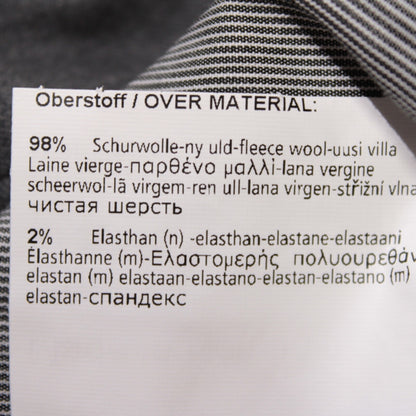 Oberstoff / OVER MATERIAL:
98% Schurwolle-ny uld-fleece wool-uusi villa
Laine vierge-παρθένο μαλλί-lana vergine
scheerwol-lã virgem-ren ull-lana virgen-střižní vlna
чистая шерсть
2% Elasthan (n) -elasthan-elastane-elastaani
Élasthanne (m)-Ελαστομερής πολυουρεθάν
elastan (m) elastaan-elastano-elastan-elastano (m)
elastan-спандекс